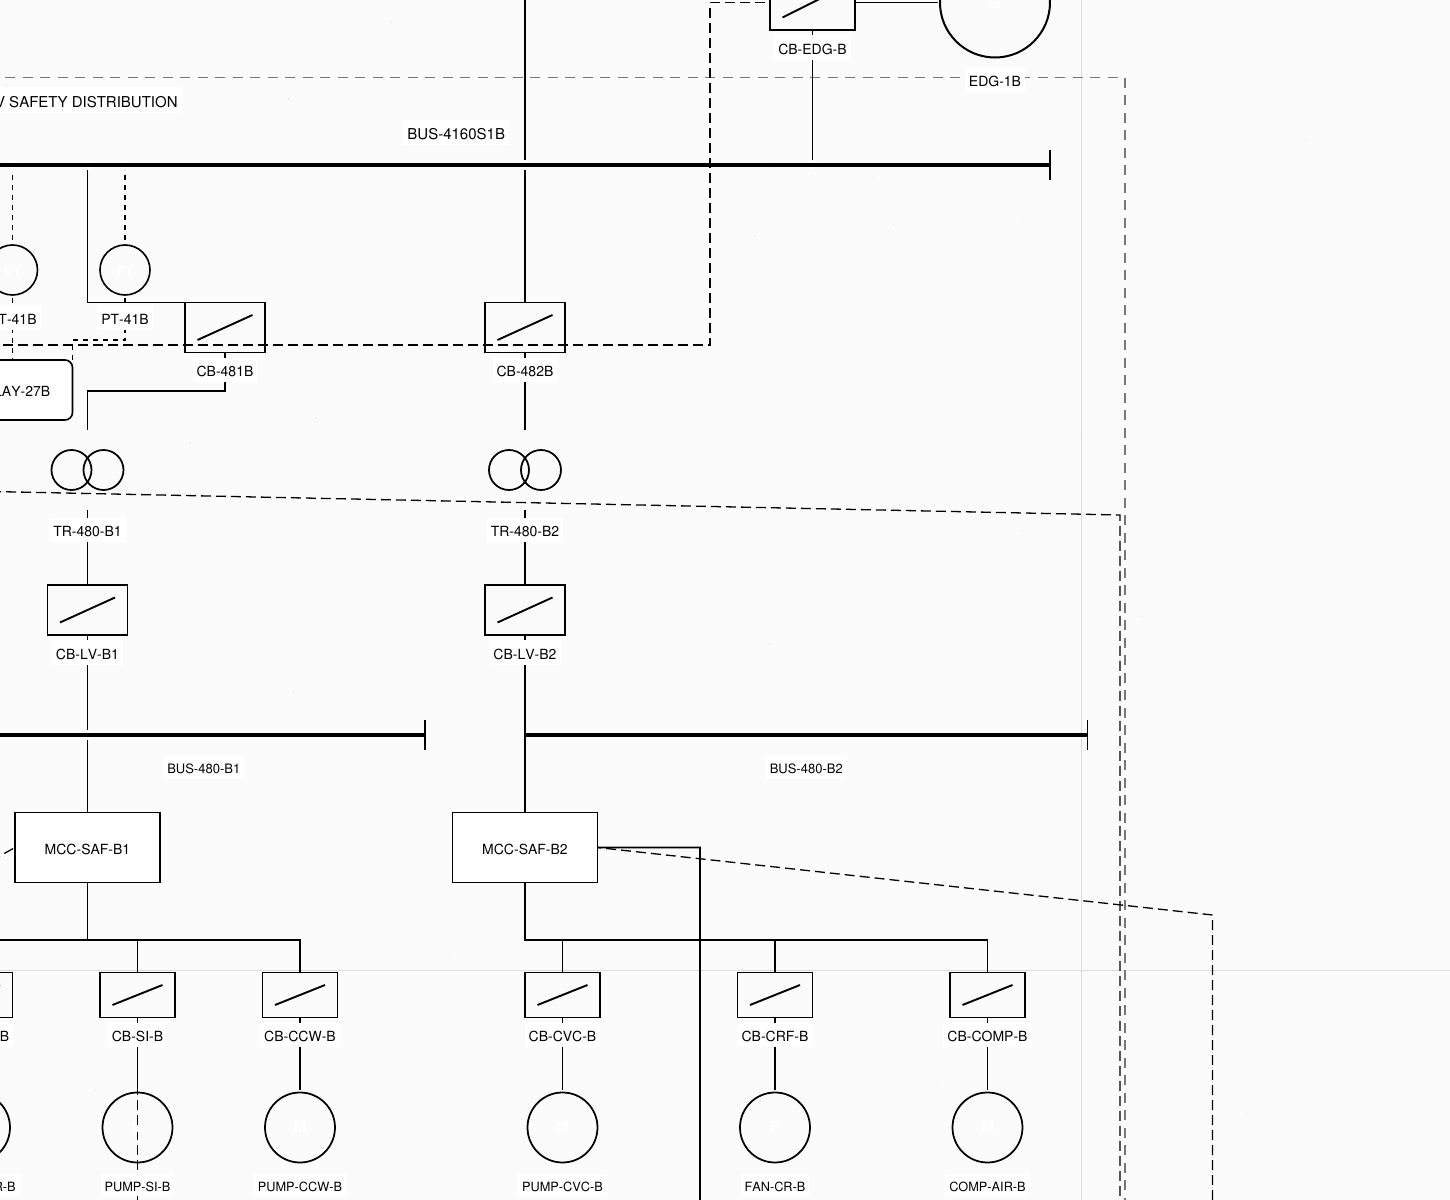 CB-EDG-B
EDG-1B
V SAFETY DISTRIBUTION
BUS-4160S1B
T-41B
PT-41B
LAY-27B
CB-481B
CB-482B
TR-480-B1
TR-480-B2
CB-LV-B1
CB-LV-B2
BUS-480-B1
BUS-480-B2
MCC-SAF-B1
MCC-SAF-B2
B
CB-SI-B
CB-CCW-B
CB-CVC-B
CB-CRF-B
CB-COMP-B
R-B
PUMP-SI-B
PUMP-CCW-B
PUMP-CVC-B
FAN-CR-B
COMP-AIR-B